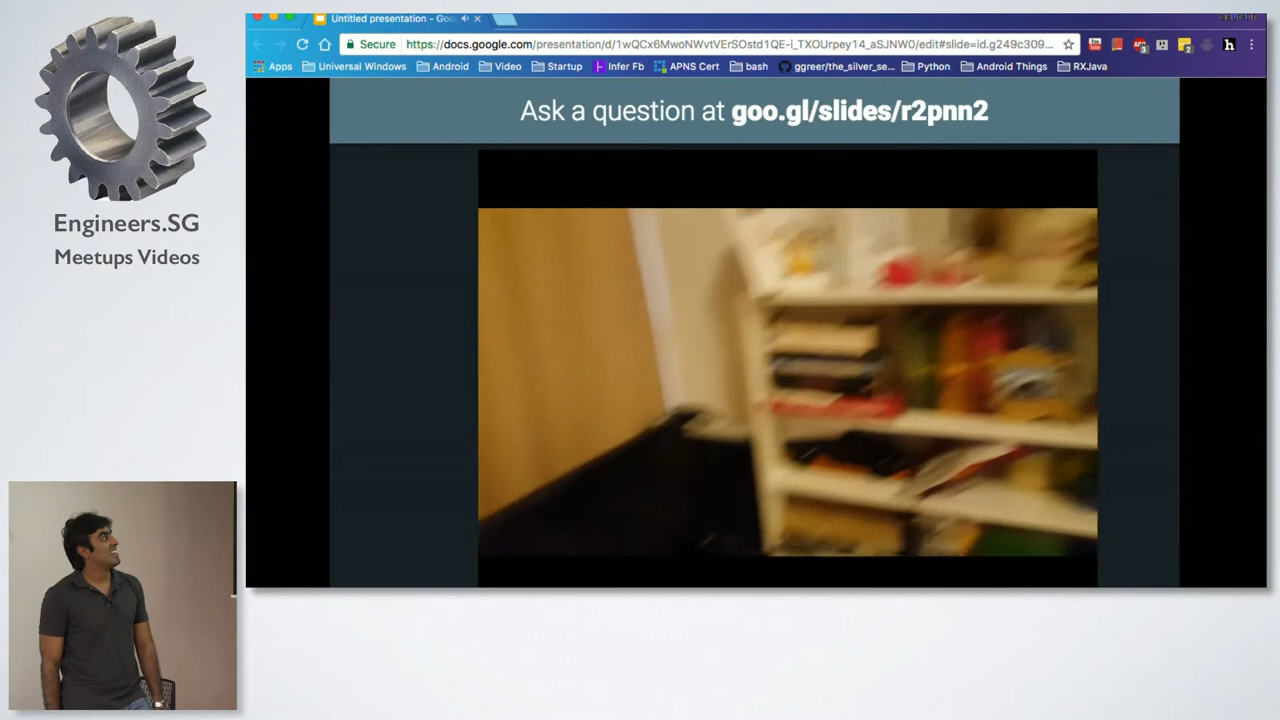 Engineers.SG
Meetups Videos
Untitled presentation - Goo
Secure https://docs.google.com/presentation/d/1wQCx6MwoNWvtVErSOstd1QE-i_TXOUrpey14_aSJNW0/edit#slide=id.g249c309...
Apps Universal Windows Android Video Startup Infer Fb APNS Cert bash ggreer/the_silver_se... Python Android Things RXJava
Ask a question at goo.gl/slides/r2pnn2